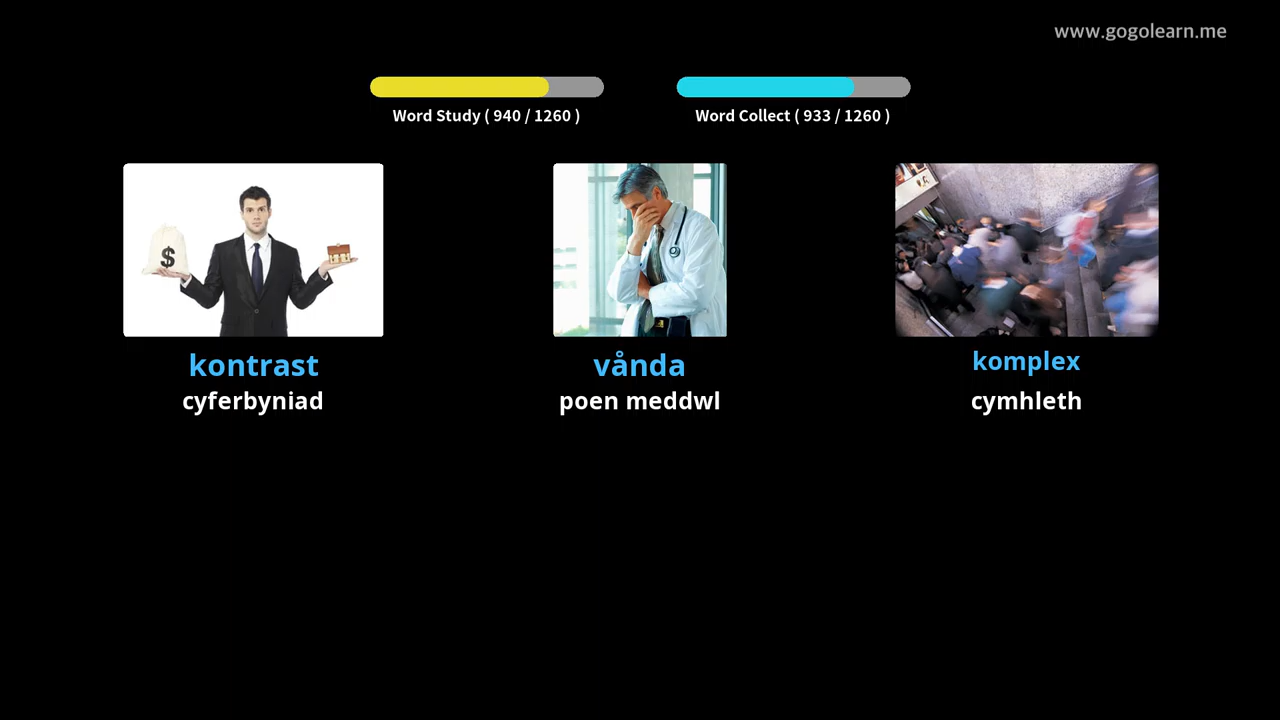 www.gogolearn.me
Word Study ( 940 / 1260 )
Word Collect ( 933 / 1260 )
$
kontrast
vånda
komplex
cyferbyniad
poen meddwl
cymhleth